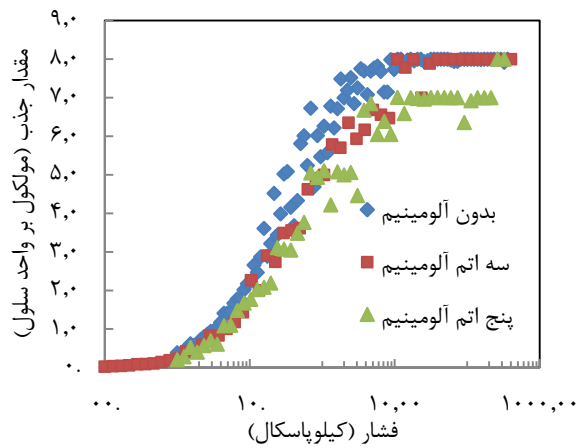 ۹,۰
۸,۰
۷,۰
۶,۰
۵,۰
۴,۰
۳,۰
۲,۰
۱,۰
۰.
مقدار جذب (مولکول بر واحد سلول)
بدون آلومینیم
سه اتم آلومینیم
پنج اتم آلومینیم
۰۰. ۱۰. ۱۰,۰۰ ۱۰۰۰,۰۰
فشار (کیلوپاسکال)